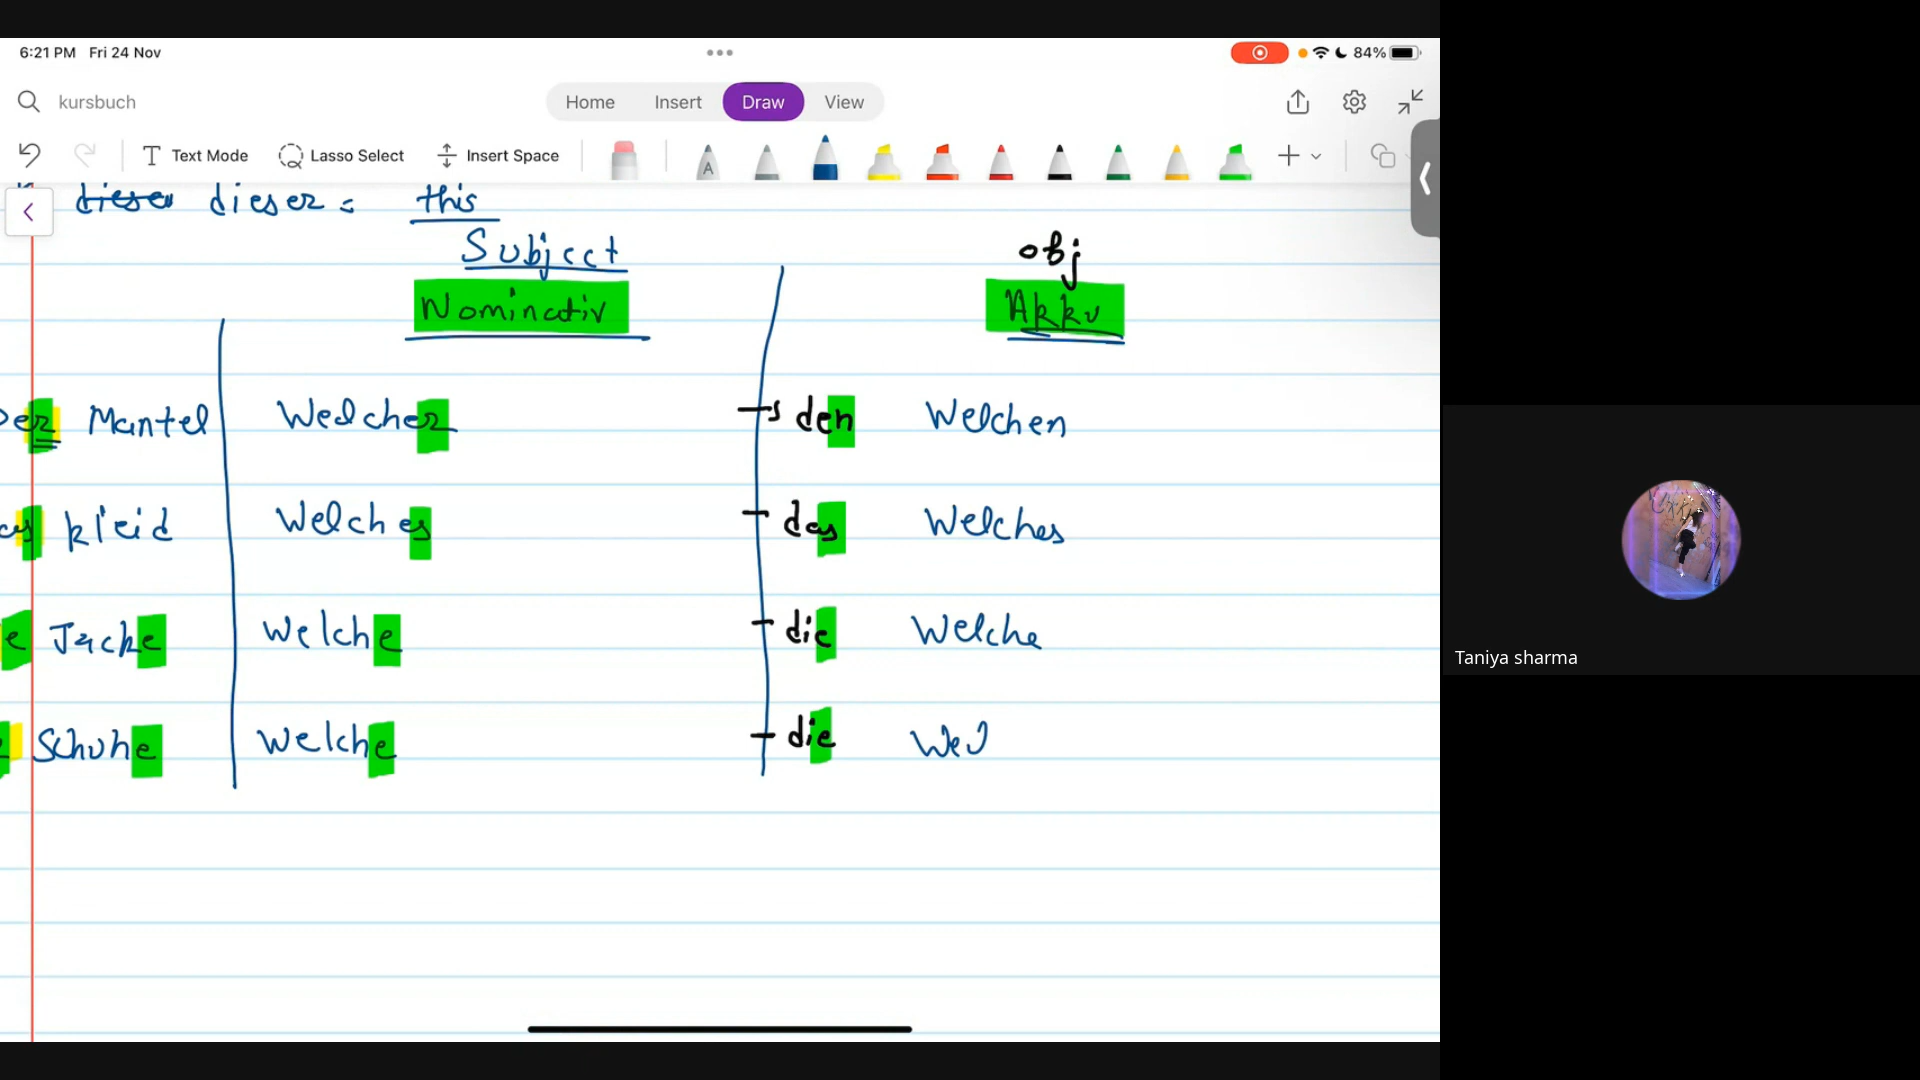 6:21 PM Fri 24 Nov 84%
kursbuch Home Insert Draw View
Text Mode Lasso Select Insert Space A
dieser = this
Subject obj
Nominativ Akku
Der Mantel Welcher den Welchen
kleid Welches das Welches
e Jacke Welche die Welche
Schuhe Welche die Wel
Taniya sharma